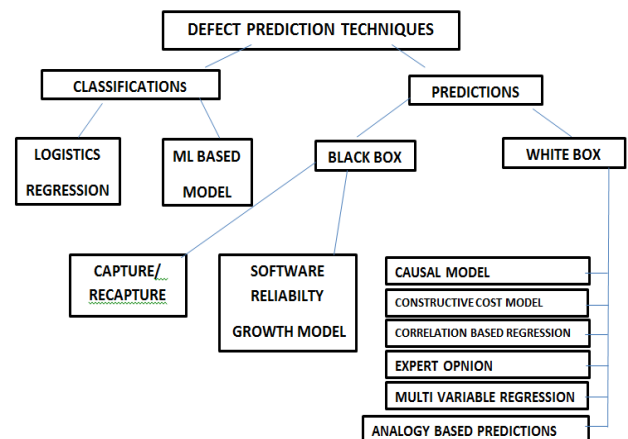 DEFECT PREDICTION TECHNIQUES
CLASSIFICATIONs
PREDICTIONS
LOGISTICS
REGRESSION
ML BASED
MODEL
BLACK BOX
WHITE BOX
CAPTURE/
RECAPTURE
SOFTWARE
RELIABILTY
GROWTH MODEL
CAUSAL MODEL
CONSTRUCTIVE COST MODEL
CORRELATION BASED REGRESSION
EXPERT OPNION
MULTI VARIABLE REGRESSION
ANALOGY BASED PREDICTIONS